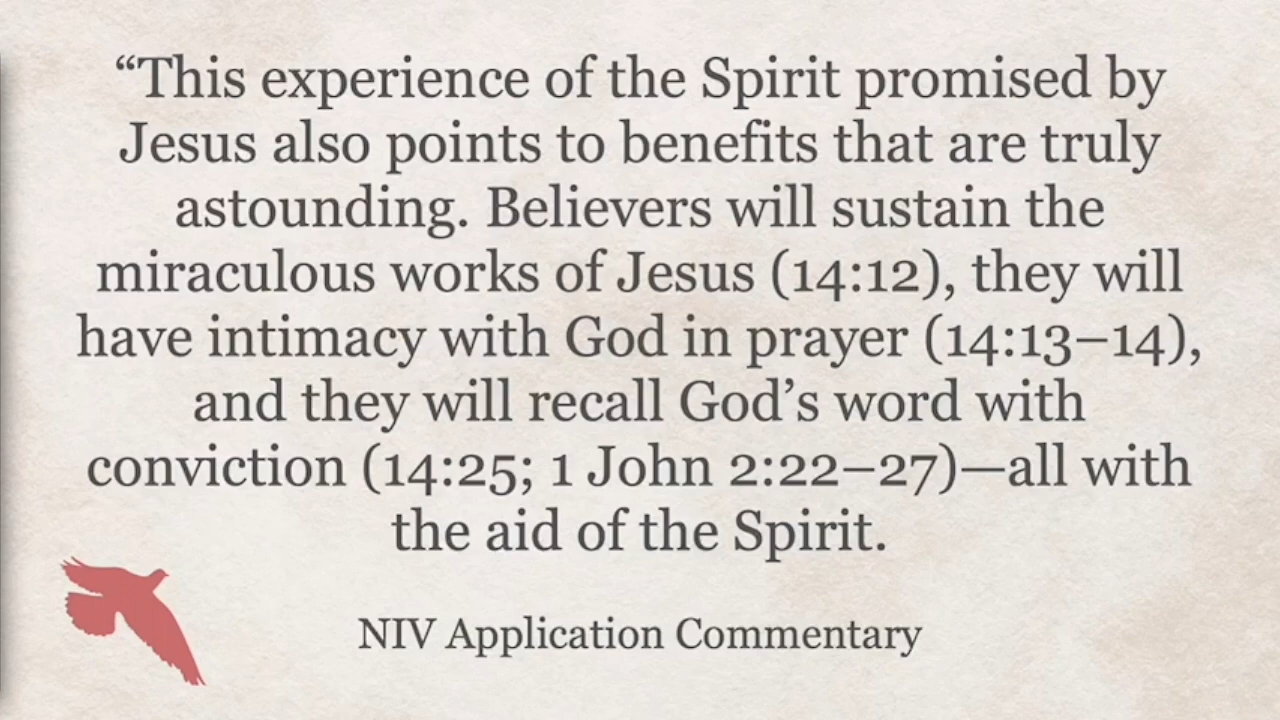 “This experience of the Spirit promised by
Jesus also points to benefits that are truly
astounding. Believers will sustain the
miraculous works of Jesus (14:12), they will
have intimacy with God in prayer (14:13–14),
and they will recall God’s word with
conviction (14:25; 1 John 2:22–27)—all with
the aid of the Spirit.
NIV Application Commentary